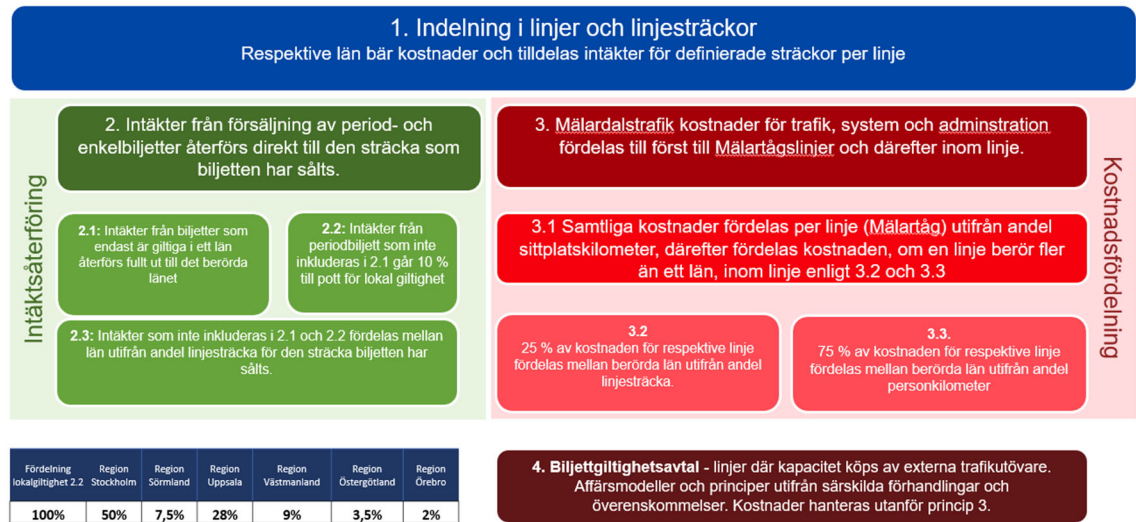 1. Indelning i linjer och linjesträckor
Respektive län bär kostnader och tilldelas intäkter för definierade sträckor per linje
Intäktsåterföring
2. Intäkter från försäljning av period- och
enkelbiljetter återförs direkt till den sträcka som
biljetten har sålts.
2.1: Intäkter från biljetter som
endast är giltiga i ett län
återförs fullt ut till det berörda
länet
2.2: Intäkter från
periodbiljett som inte
inkluderas i 2.1 går 10 %
till pott för lokal giltighet
2.3: Intäkter som inte inkluderas i 2.1 och 2.2 fördelas mellan
län utifrån andel linjesträcka för den sträcka biljetten har
sålts.
Kostnadsfördelning
3. Mälardalstrafik kostnader för trafik, system och adminstration
fördelas till först till Mälartågslinjer och därefter inom linje.
3.1 Samtliga kostnader fördelas per linje (Mälartåg) utifrån andel
sittplatskilometer, därefter fördelas kostnaden, om en linje berör fler
än ett län, inom linje enligt 3.2 och 3.3
3.2
25 % av kostnaden för respektive linje
fördelas mellan berörda län utifrån andel
linjesträcka.
3.3.
75 % av kostnaden för respektive linje
fördelas mellan berörda län utifrån andel
personkilometer
Fördelning lokalgiltighet 2.2 Region Stockholm Region Sörmland Region Uppsala Region Västmanland Region Östergötland Region Örebro
100% 50% 7,5% 28% 9% 3,5% 2%
4. Biljettgiltighetsavtal - linjer där kapacitet köps av externa trafikutövare.
Affärsmodeller och principer utifrån särskilda förhandlingar och
överenskommelser. Kostnader hanteras utanför princip 3.